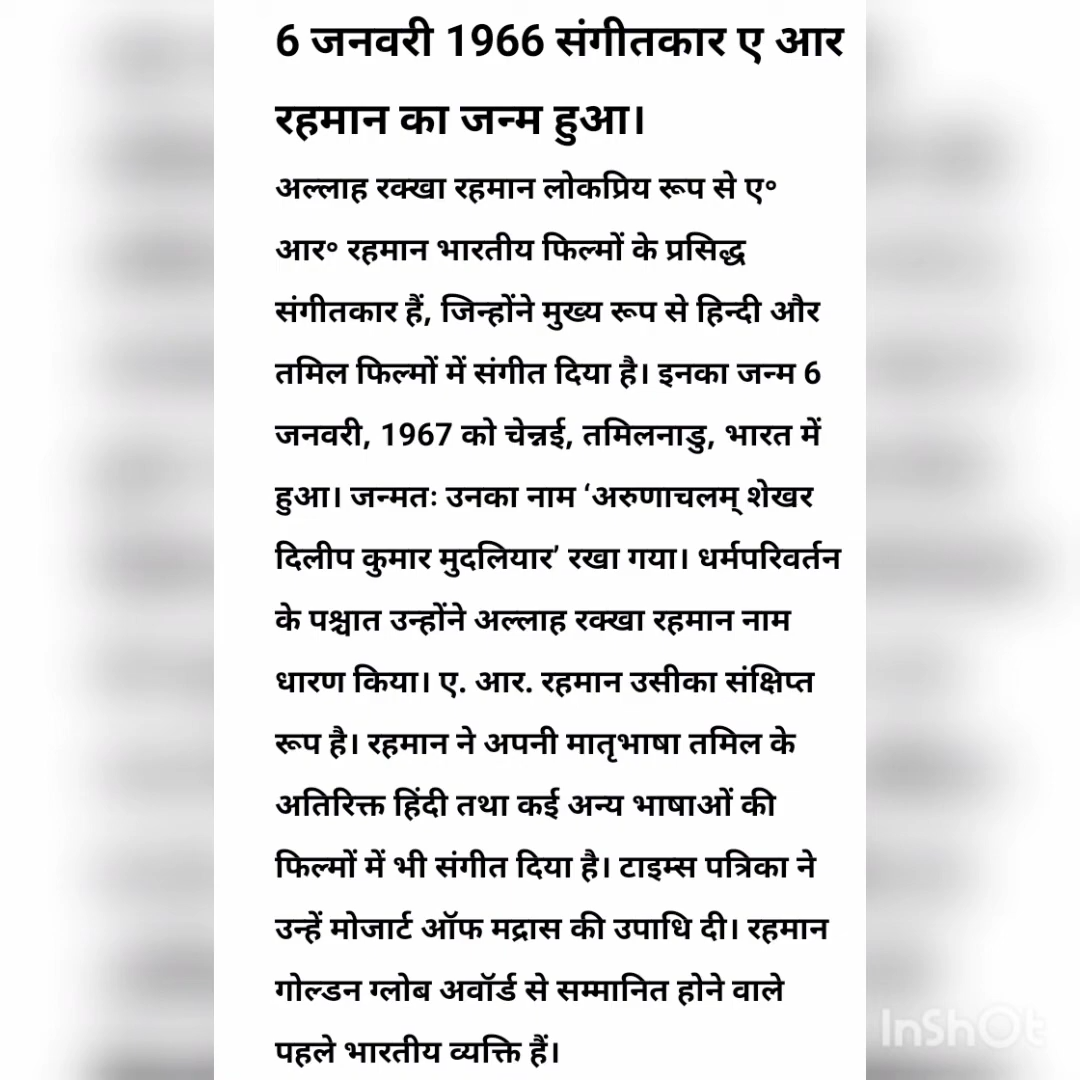 6 जनवरी 1966 संगीतकार ए आर
रहमान का जन्म हुआ।
अल्लाह रक्खा रहमान लोकप्रिय रूप से ए॰
आर॰ रहमान भारतीय फिल्मों के प्रसिद्ध
संगीतकार हैं, जिन्होंने मुख्य रूप से हिन्दी और
तमिल फिल्मों में संगीत दिया है। इनका जन्म 6
जनवरी, 1967 को चेन्नई, तमिलनाडु, भारत में
हुआ। जन्मतः उनका नाम ‘अरुणाचलम् शेखर
दिलीप कुमार मुदलियार’ रखा गया। धर्मपरिवर्तन
के पश्चात उन्होंने अल्लाह रक्खा रहमान नाम
धारण किया। ए. आर. रहमान उसीका संक्षिप्त
रूप है। रहमान ने अपनी मातृभाषा तमिल के
अतिरिक्त हिंदी तथा कई अन्य भाषाओं की
फिल्मों में भी संगीत दिया है। टाइम्स पत्रिका ने
उन्हें मोजार्ट ऑफ मद्रास की उपाधि दी। रहमान
गोल्डन ग्लोब अवॉर्ड से सम्मानित होने वाले
पहले भारतीय व्यक्ति हैं।
InShOt